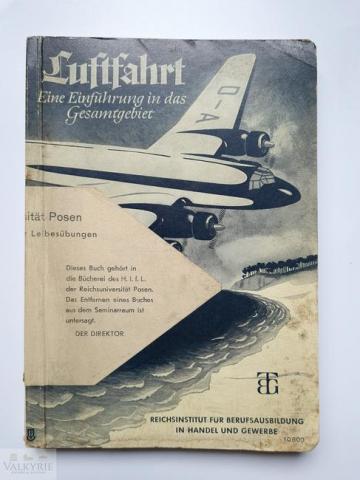 Luftfahrt
Eine Einführung in das
Gesamtgebiet
D-A
sität Posen
Leibesübungen
Dieses Buch gehört in
die Bücherei des H. I. f. L.
der Reichsuniversität Posen.
Das Entfernen eines Buches
aus dem Seminarraum ist
untersagt.
DER DIREKTOR
REICHSINSTITUT FÜR BERUFSAUSBILDUNG
IN HANDEL UND GEWERBE
10800
VALKYRIE